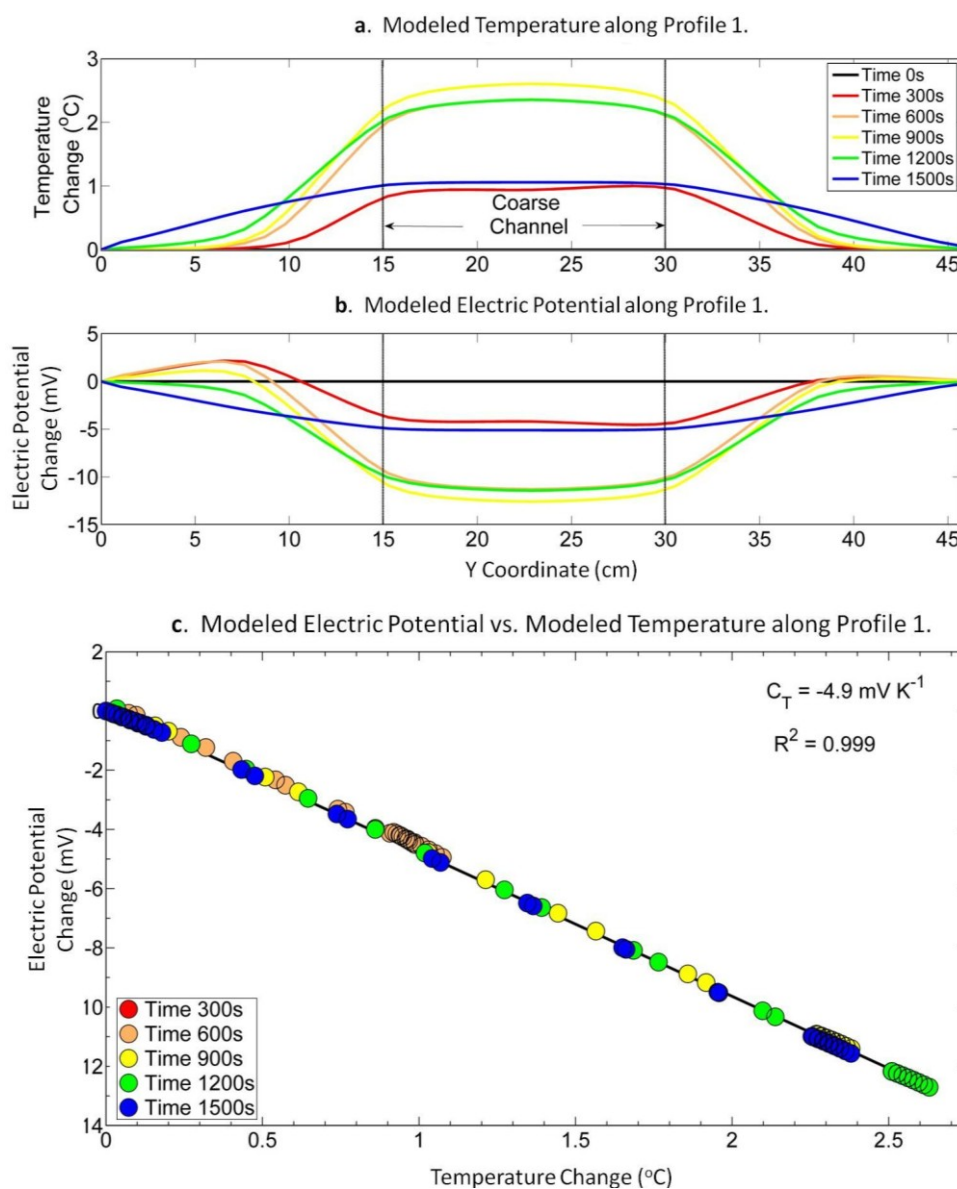 a. Modeled Temperature along Profile 1.
Temperature
Change (°C)
3
2
1
0
Time 0s
Time 300s
Time 600s
Time 900s
Time 1200s
Time 1500s
Coarse
Channel
0 5 10 15 20 25 30 35 40 45
b. Modeled Electric Potential along Profile 1.
Electric Potential
Change (mV)
5
0
-5
-10
-15
0 5 10 15 20 25 30 35 40 45
Y Coordinate (cm)
c. Modeled Electric Potential vs. Modeled Temperature along Profile 1.
Electric Potential
Change (mV)
2
0
-2
-4
-6
-8
10
12
14
C_T = -4.9 mV K^-1
R^2 = 0.999
Time 300s
Time 600s
Time 900s
Time 1200s
Time 1500s
0 0.5 1 1.5 2 2.5
Temperature Change (°C)